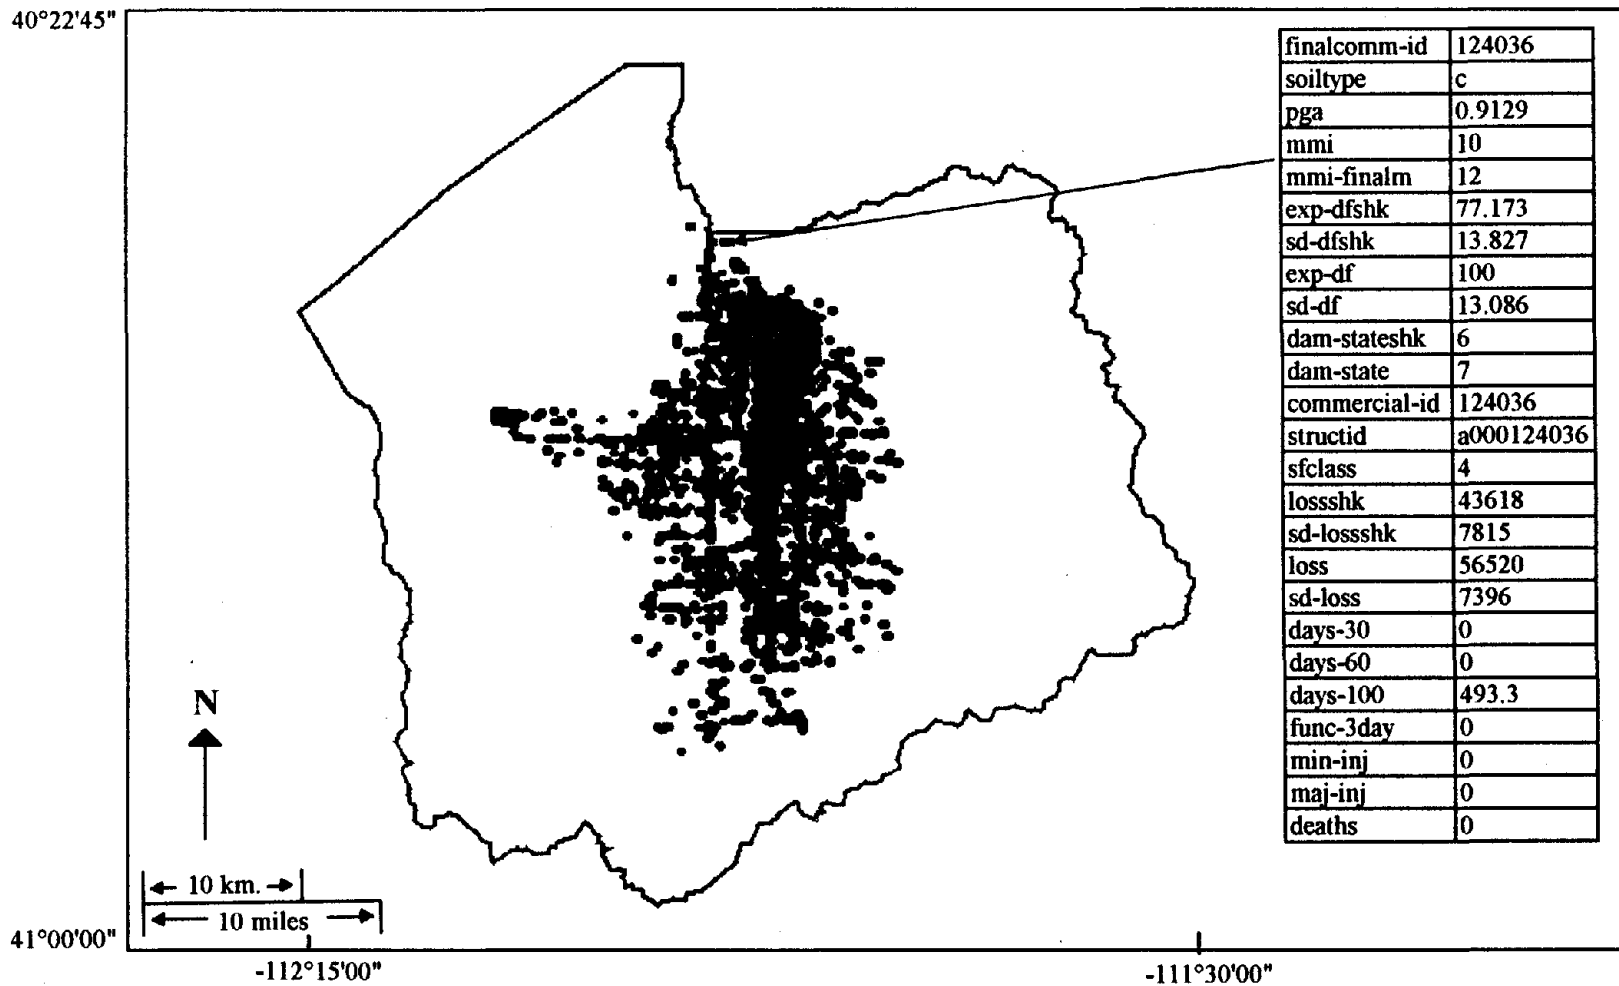 40°22'45"
finalcomm-id 124036
soiltype c
pga 0.9129
mmi 10
mmi-finalm 12
exp-dfshk 77.173
sd-dfshk 13.827
exp-df 100
sd-df 13.086
dam-stateshk 6
dam-state 7
commercial-id 124036
structid a000124036
sfclass 4
lossshk 43618
sd-lossshk 7815
loss 56520
sd-loss 7396
days-30 0
days-60 0
days-100 493.3
func-3day 0
min-inj 0
maj-inj 0
deaths 0
N
10 km.
10 miles
41°00'00"
-112°15'00"
-111°30'00"